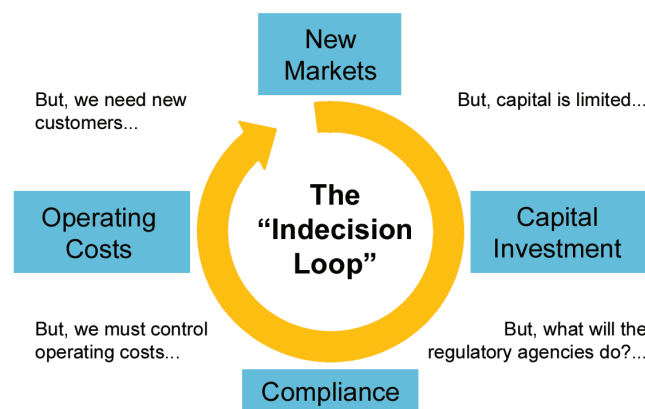 New
Markets
But, we need new
customers...
But, capital is limited...
The
“Indecision
Loop”
Operating
Costs
Capital
Investment
But, we must control
operating costs...
But, what will the
regulatory agencies do?...
Compliance